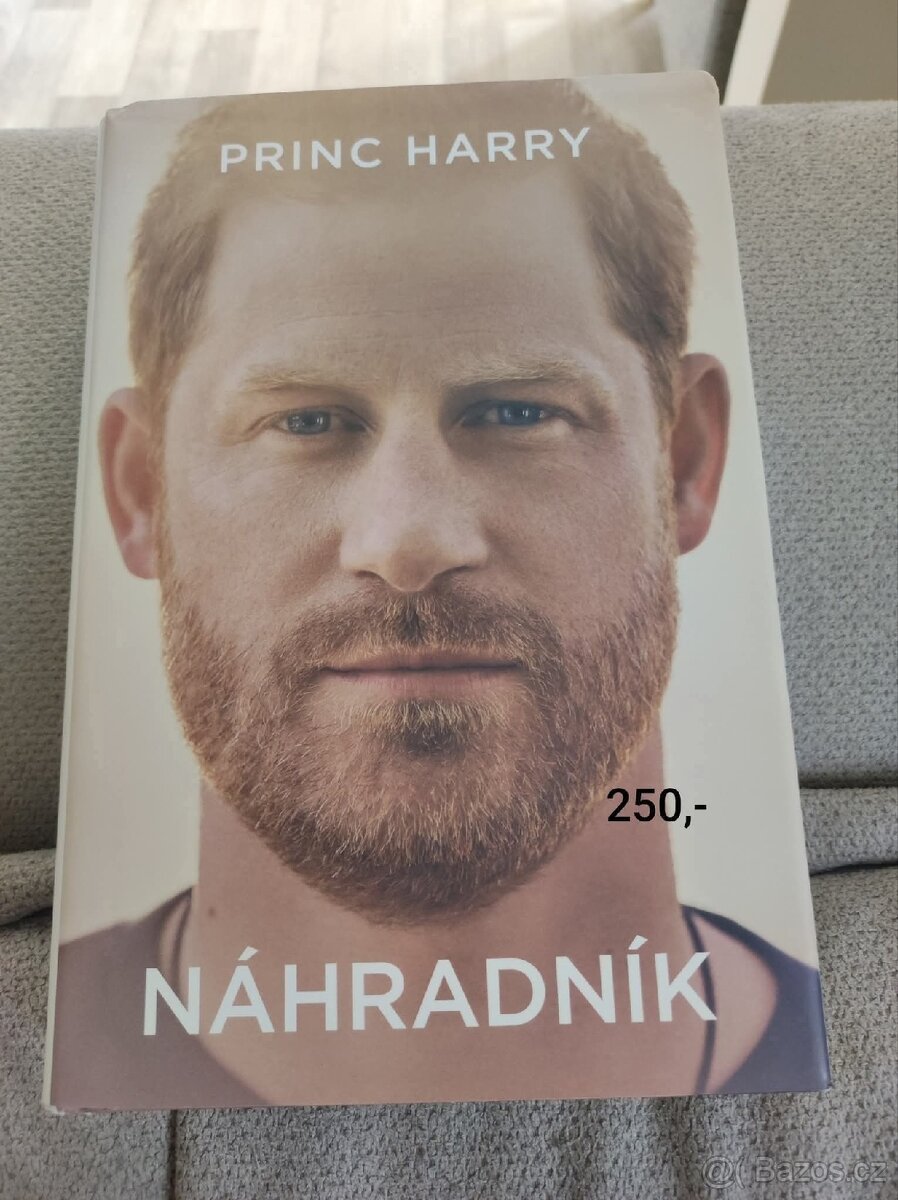 PRINC HARRY
250,-
NÁHRADNÍK
@( Bazos.cz